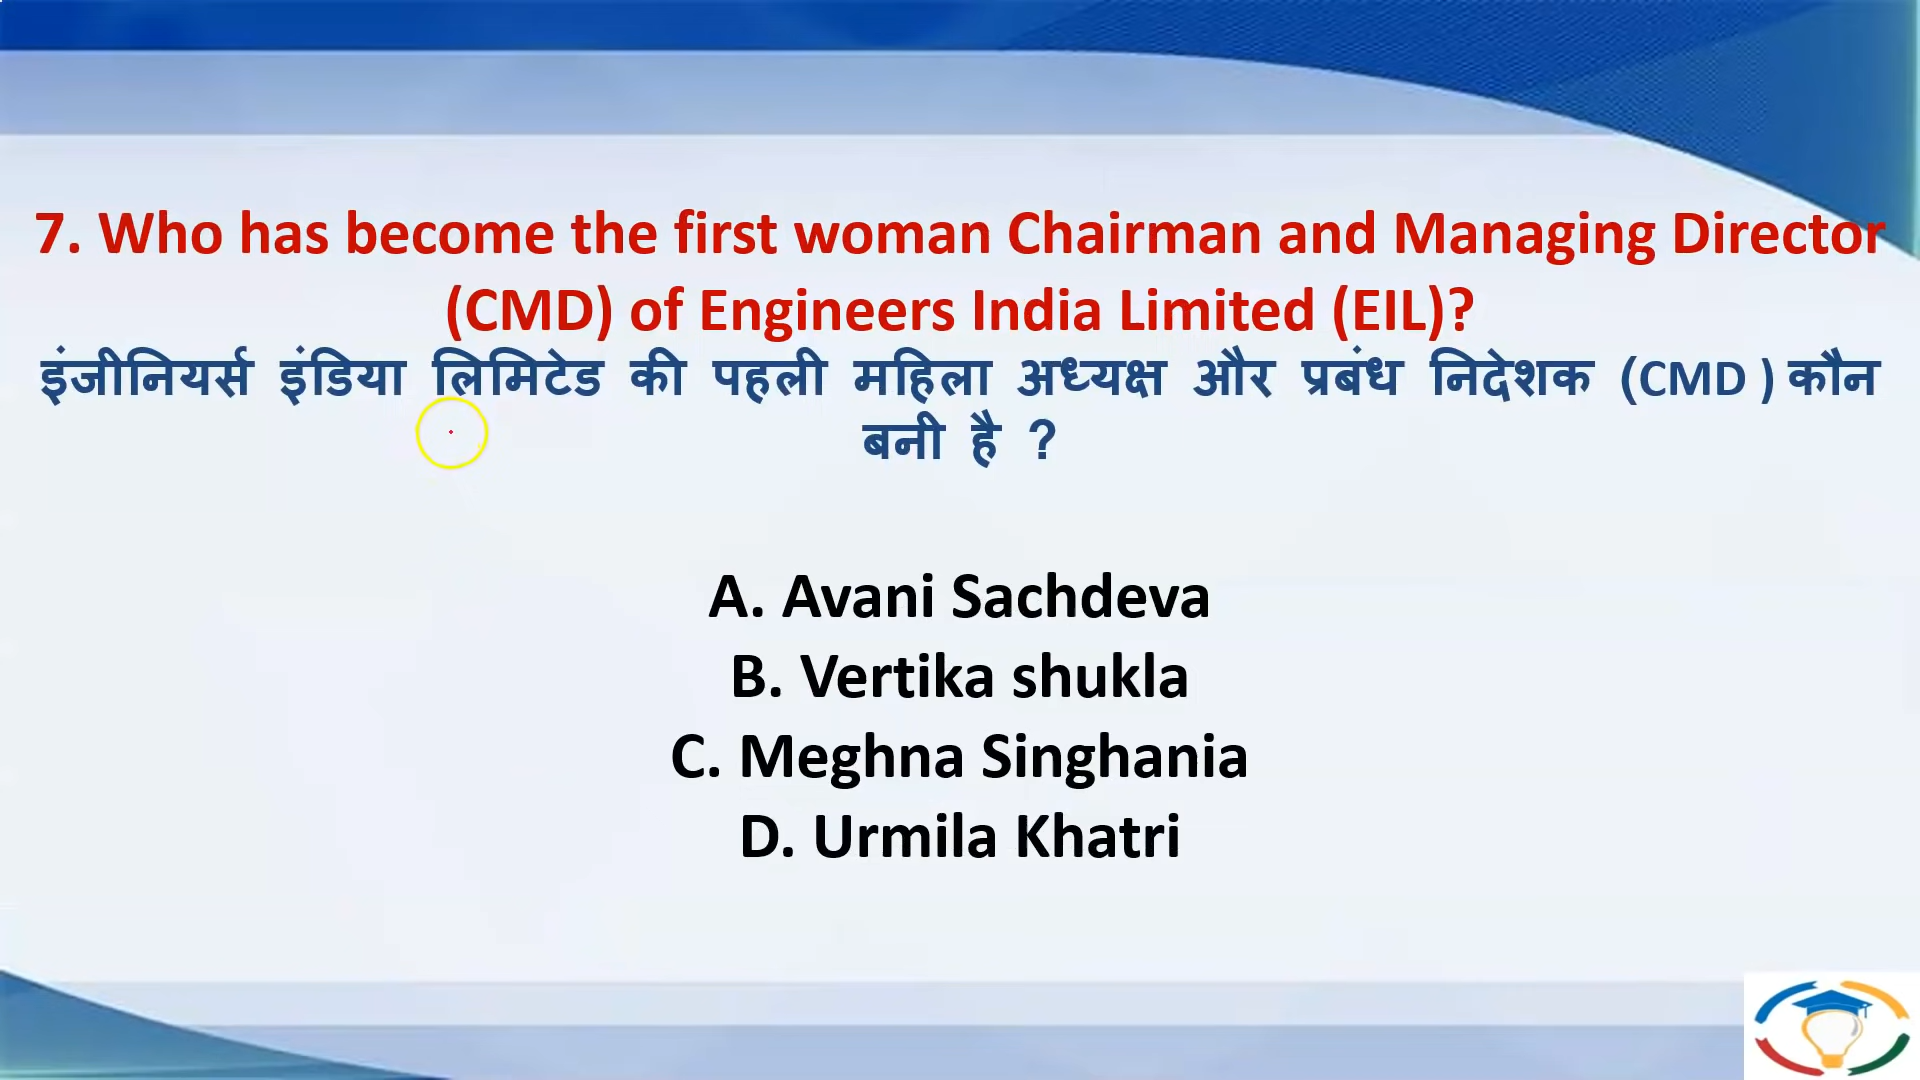 7. Who has become the first woman Chairman and Managing Director
(CMD) of Engineers India Limited (EIL)?
इंजीनियर्स इंडिया लिमिटेड की पहली महिला अध्यक्ष और प्रबंध निदेशक (CMD ) कौन
बनी है ?
A. Avani Sachdeva
B. Vertika shukla
C. Meghna Singhania
D. Urmila Khatri